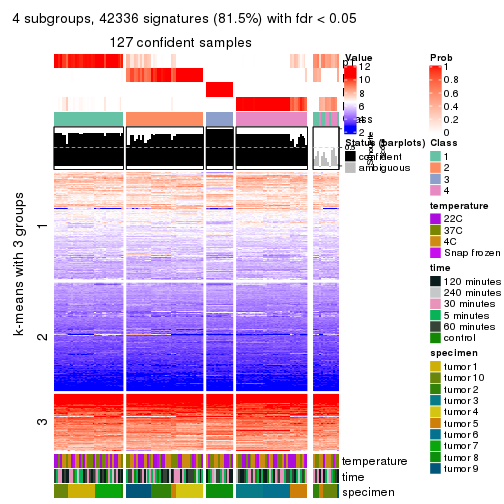 4 subgroups, 42336 signatures (81.5%) with fdr < 0.05
127 confident samples
k-means with 3 groups
1
2
3
Value
12
10
8
6
4
2
Status (barplots)
confident
ambiguous
Prob
1
0.8
0.6
0.4
0.2
0
Class
1
2
3
4
temperature
22C
37C
4C
Snap frozen
time
120 minutes
240 minutes
30 minutes
5 minutes
60 minutes
control
specimen
tumor 1
tumor 10
tumor 2
tumor 3
tumor 4
tumor 5
tumor 6
tumor 7
tumor 8
tumor 9
temperature
time
specimen